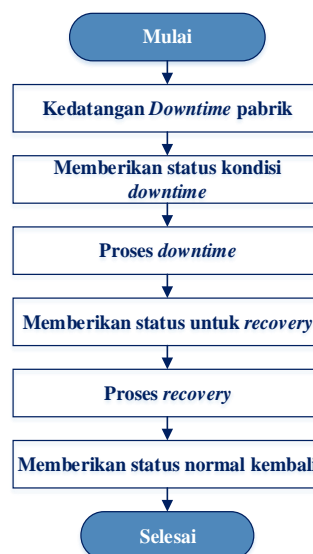 Mulai
Kedatangan Downtime pabrik
Memberikan status kondisi
downtime
Proses downtime
Memberikan status untuk recovery
Proses recovery
Memberikan status normal kembali
Selesai